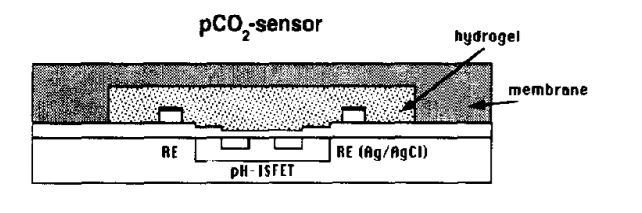 pCO2-sensor
hydrogel
membrane
RE
RE (Ag/AgCl)
pH-ISFET